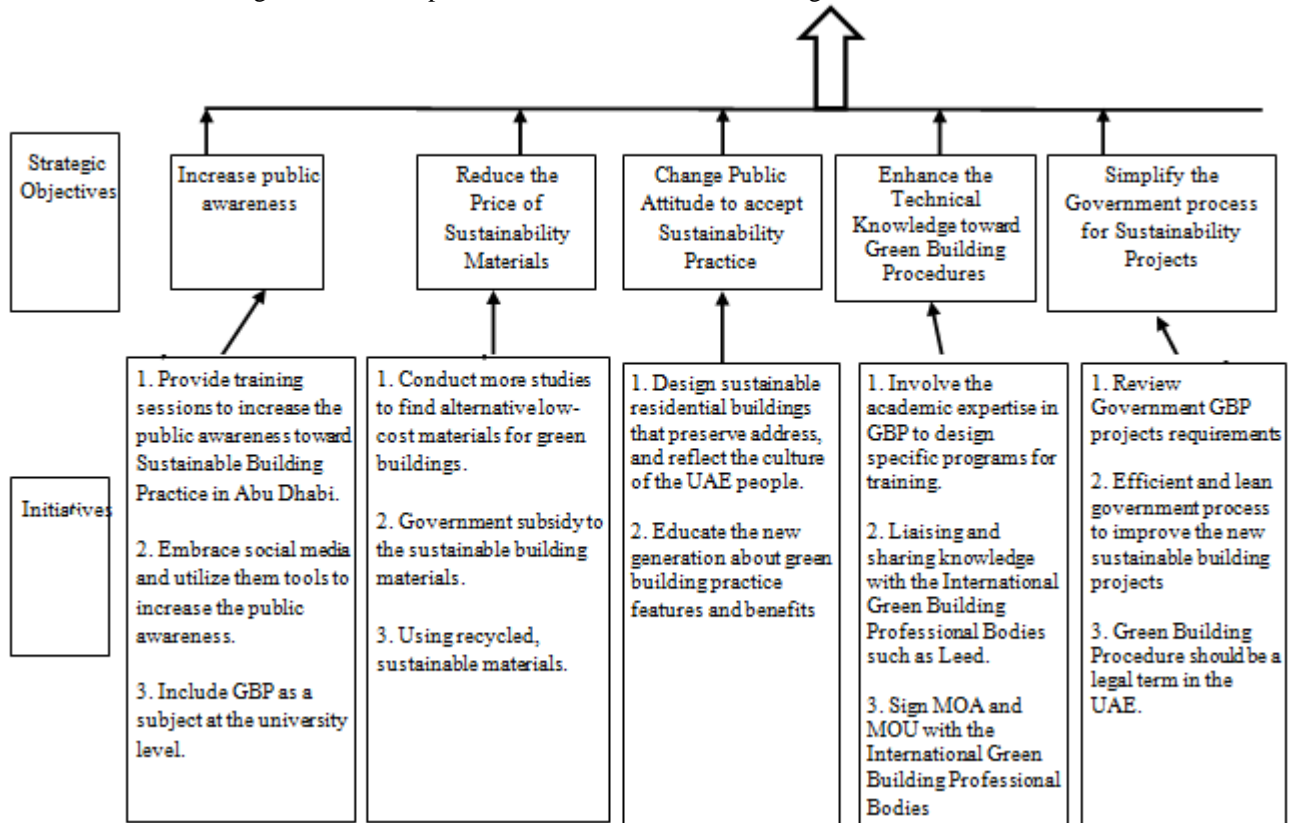 Strategic
Objectives
Increase public
awareness
Reduce the
Price of
Sustainability
Materials
Change Public
Attitude to accept
Sustainability
Practice
Enhance the
Technical
Knowledge toward
Green Building
Procedures
Simplify the
Government process
for Sustainability
Projects
Initiatives
1. Provide training
sessions to increase the
public awareness toward
Sustainable Building
Practice in Abu Dhabi.
2. Embrace social media
and utilize them tools to
increase the public
awareness.
3. Include GBP as a
subject at the university
level.
1. Conduct more studies
to find alternative low-
cost materials for green
buildings.
2. Government subsidy to
the sustainable building
materials.
3. Using recycled,
sustainable materials.
1. Design sustainable
residential buildings
that preserve address,
and reflect the culture
of the UAE people.
2. Educate the new
generation about green
building practice
features and benefits
1. Involve the
academic expertise in
GBP to design
specific programs for
training.
2. Liaising and
sharing knowledge
with the International
Green Building
Professional Bodies
such as Leed.
3. Sign MOA and
MOU with the
International Green
Building Professional
Bodies
1. Review
Government GBP
projects requirements
2. Efficient and lean
government process
to improve the new
sustainable building
projects
3. Green Building
Procedure should be a
legal term in the
UAE.